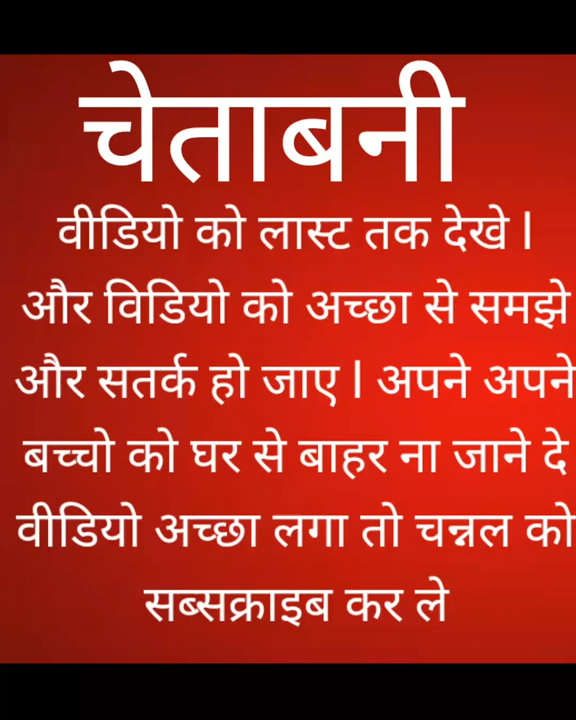 चेताबनी
वीडियो को लास्ट तक देखे l
और विडियो को अच्छा से समझे
और सतर्क हो जाए l अपने अपने
बच्चो को घर से बाहर ना जाने दे
वीडियो अच्छा लगा तो चन्नल को
सब्सक्राइब कर ले